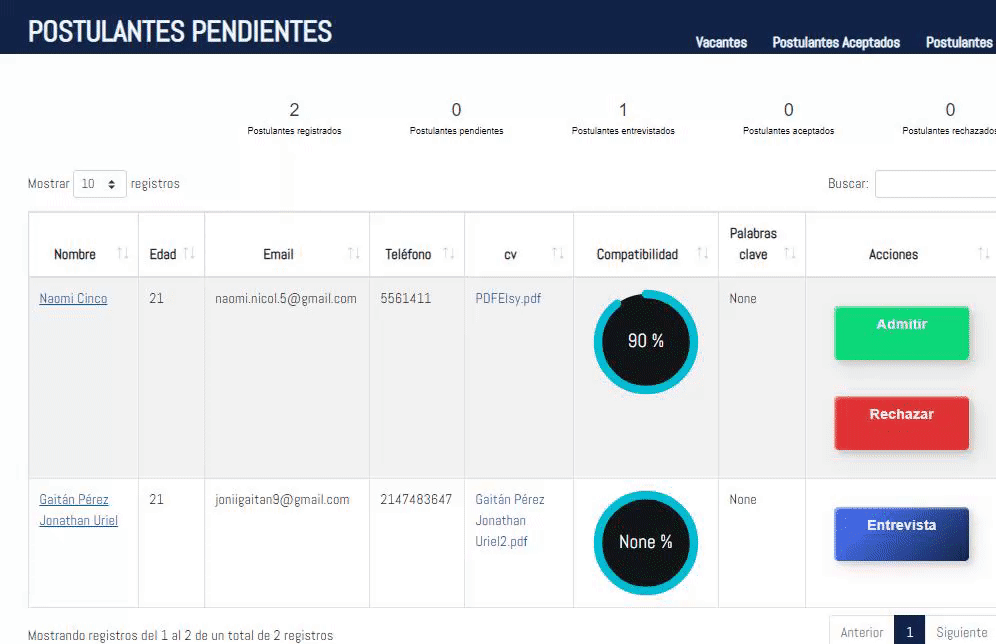 POSTULANTES PENDIENTES
Vacantes Postulantes Aceptados Postulantes
2 0 1 0 0
Postulantes registrados Postulantes pendientes Postulantes entrevistados Postulantes aceptados Postulantes rechazados
Mostrar 10 registros Buscar:
Nombre Edad Email Teléfono cv Compatibilidad Palabras clave Acciones
Naomi Cinco 21 naomi.nicol.5@gmail.com 5561411 PDFElsy.pdf 90 % None
Admitir
Rechazar
Gaitán Pérez 21 joniigaitan9@gmail.com 2147483647 Gaitán Pérez None
Jonathan Uriel Jonathan
Uriel2.pdf
None %
Entrevista
Mostrando registros del 1 al 2 de un total de 2 registros
Anterior 1 Siguiente